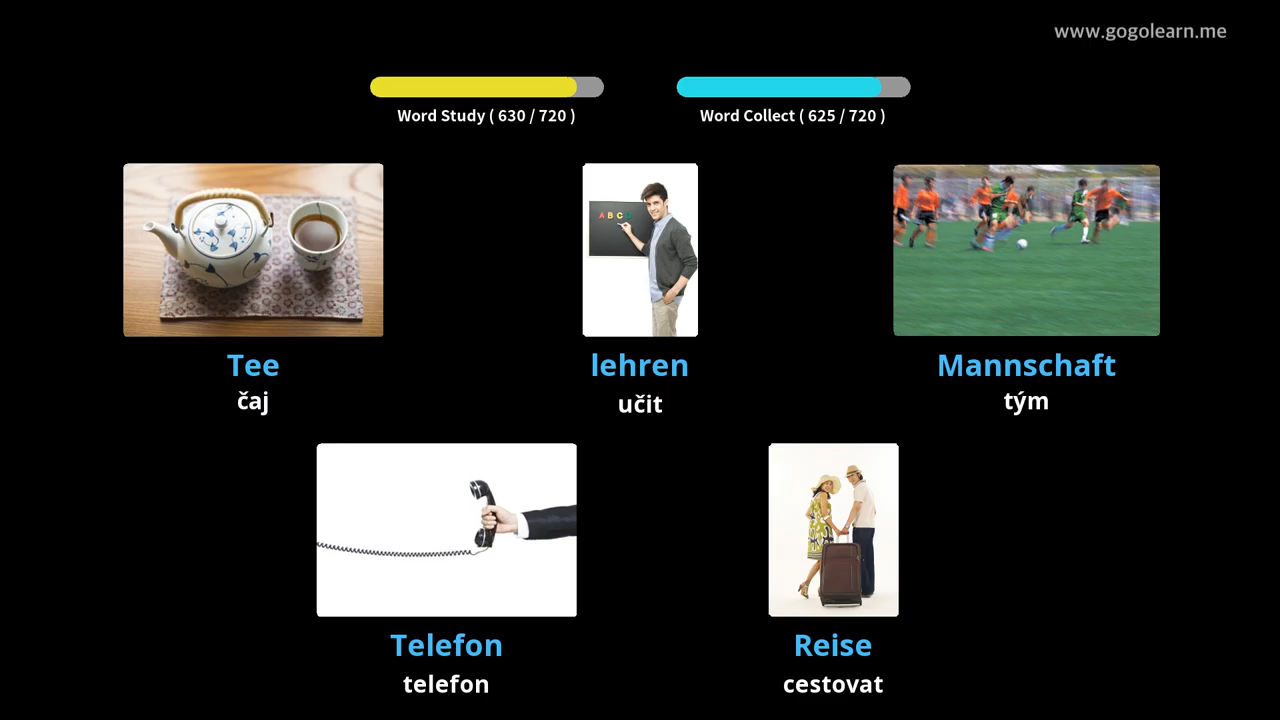 www.gogolearn.me
Word Study ( 630 / 720 )
Word Collect ( 625 / 720 )
A B C D
Tee
lehren
Mannschaft
čaj
učit
tým
Telefon
Reise
telefon
cestovat